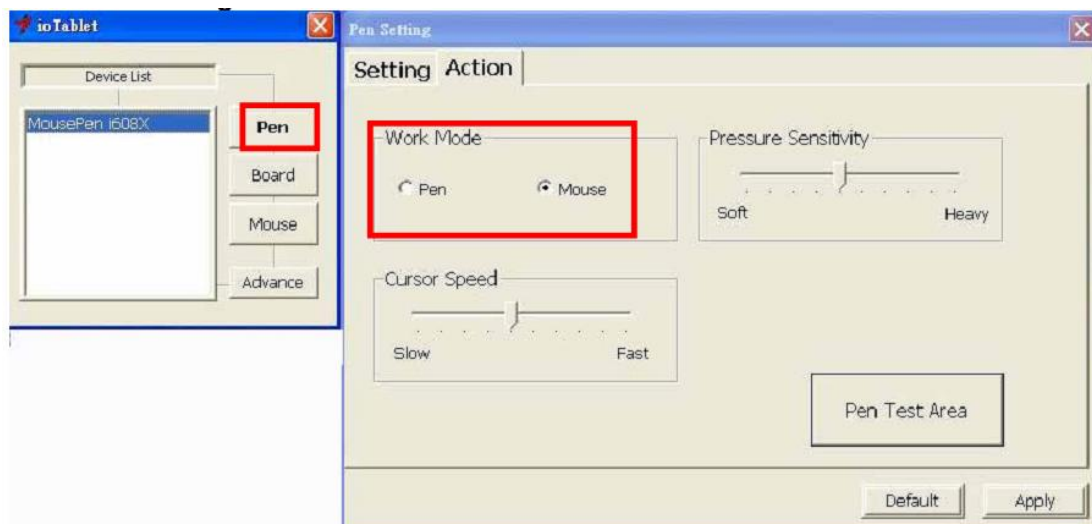 ioTablet
Device List
MousePen i608X
Pen
Board
Mouse
Advance
Pen Setting
Setting Action
Work Mode
Pen Mouse
Pressure Sensitivity
Soft Heavy
Cursor Speed
Slow Fast
Pen Test Area
Default Apply